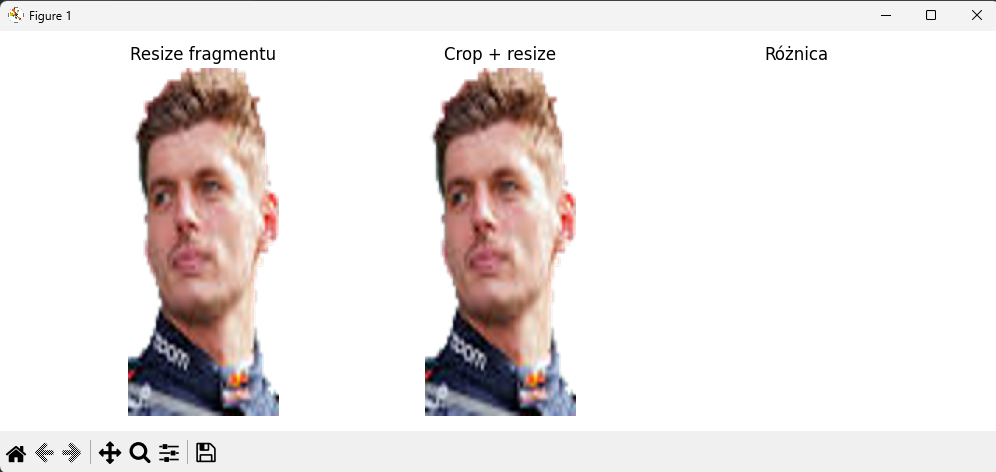 Figure 1
Resize fragmentu
Crop + resize
Różnica